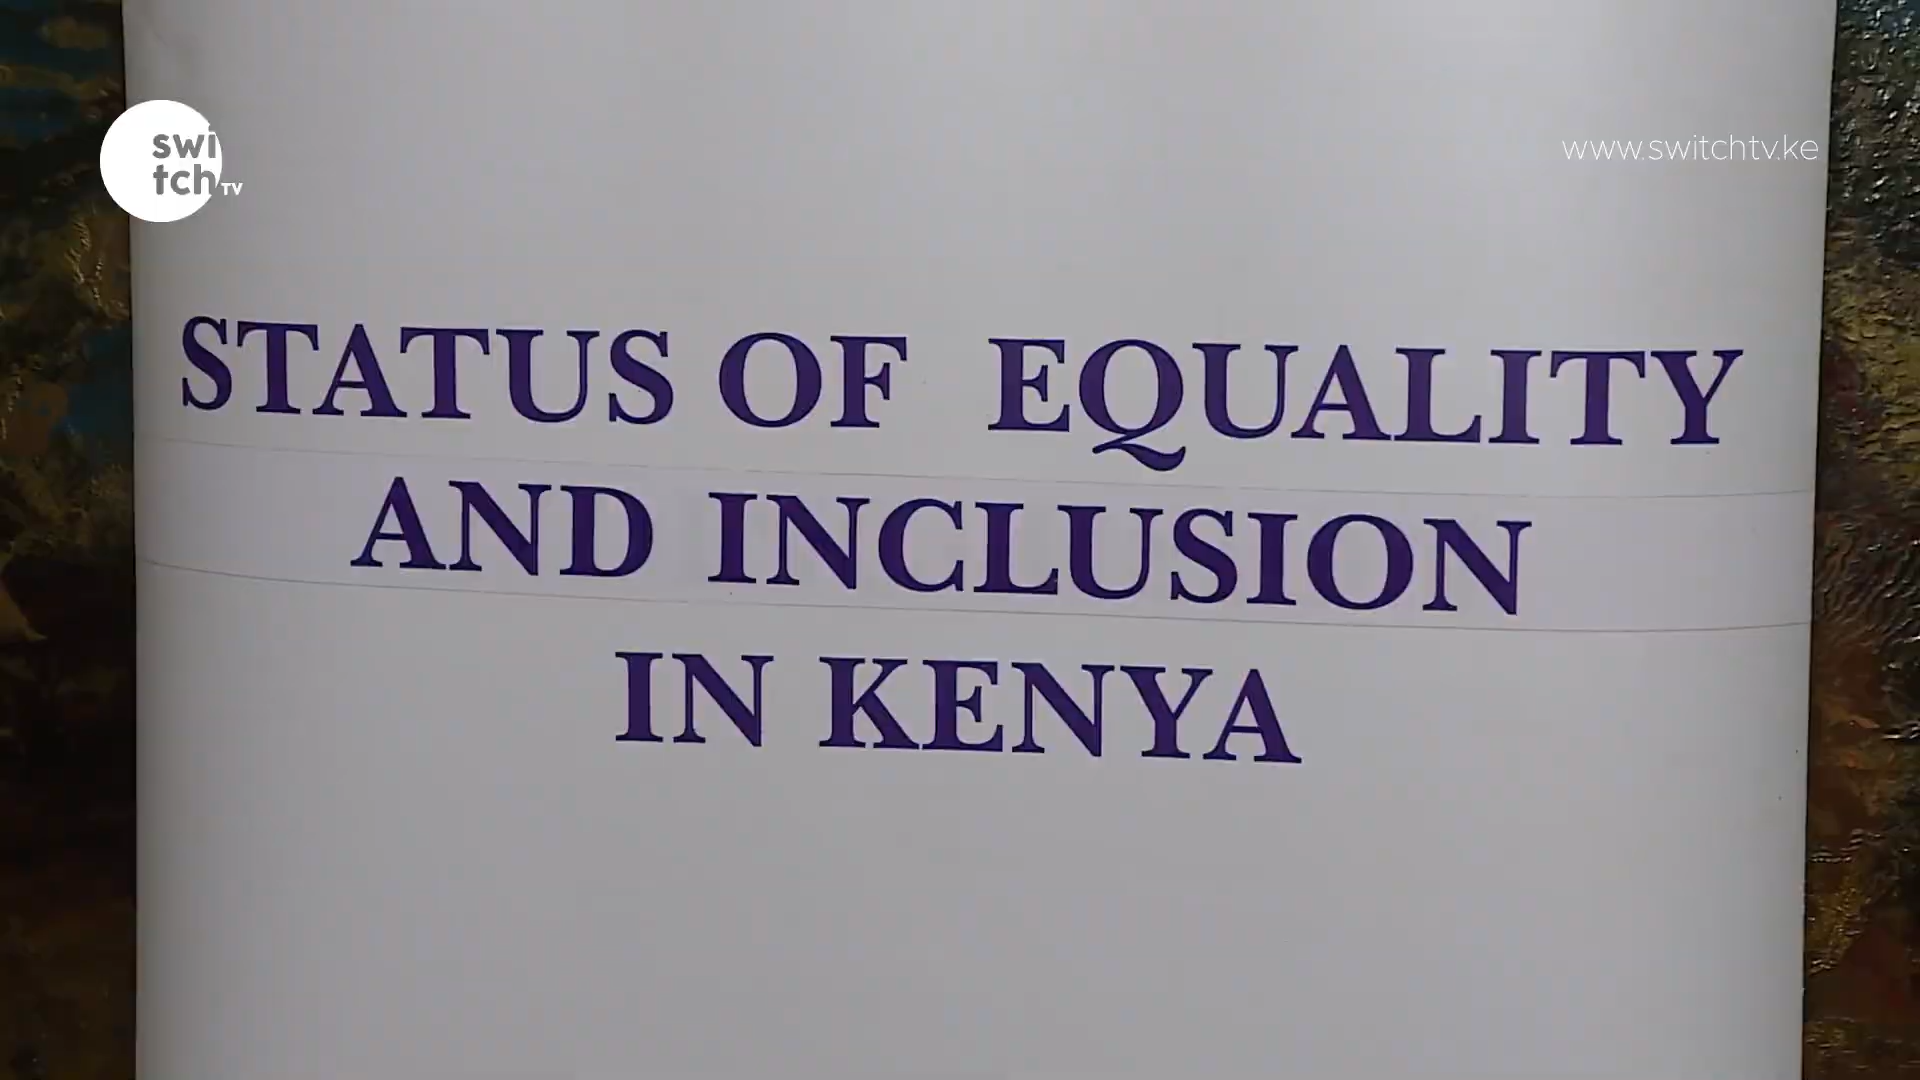 swi
tch TV
www.switchtv.ke
STATUS OF EQUALITY
AND INCLUSION
IN KENYA